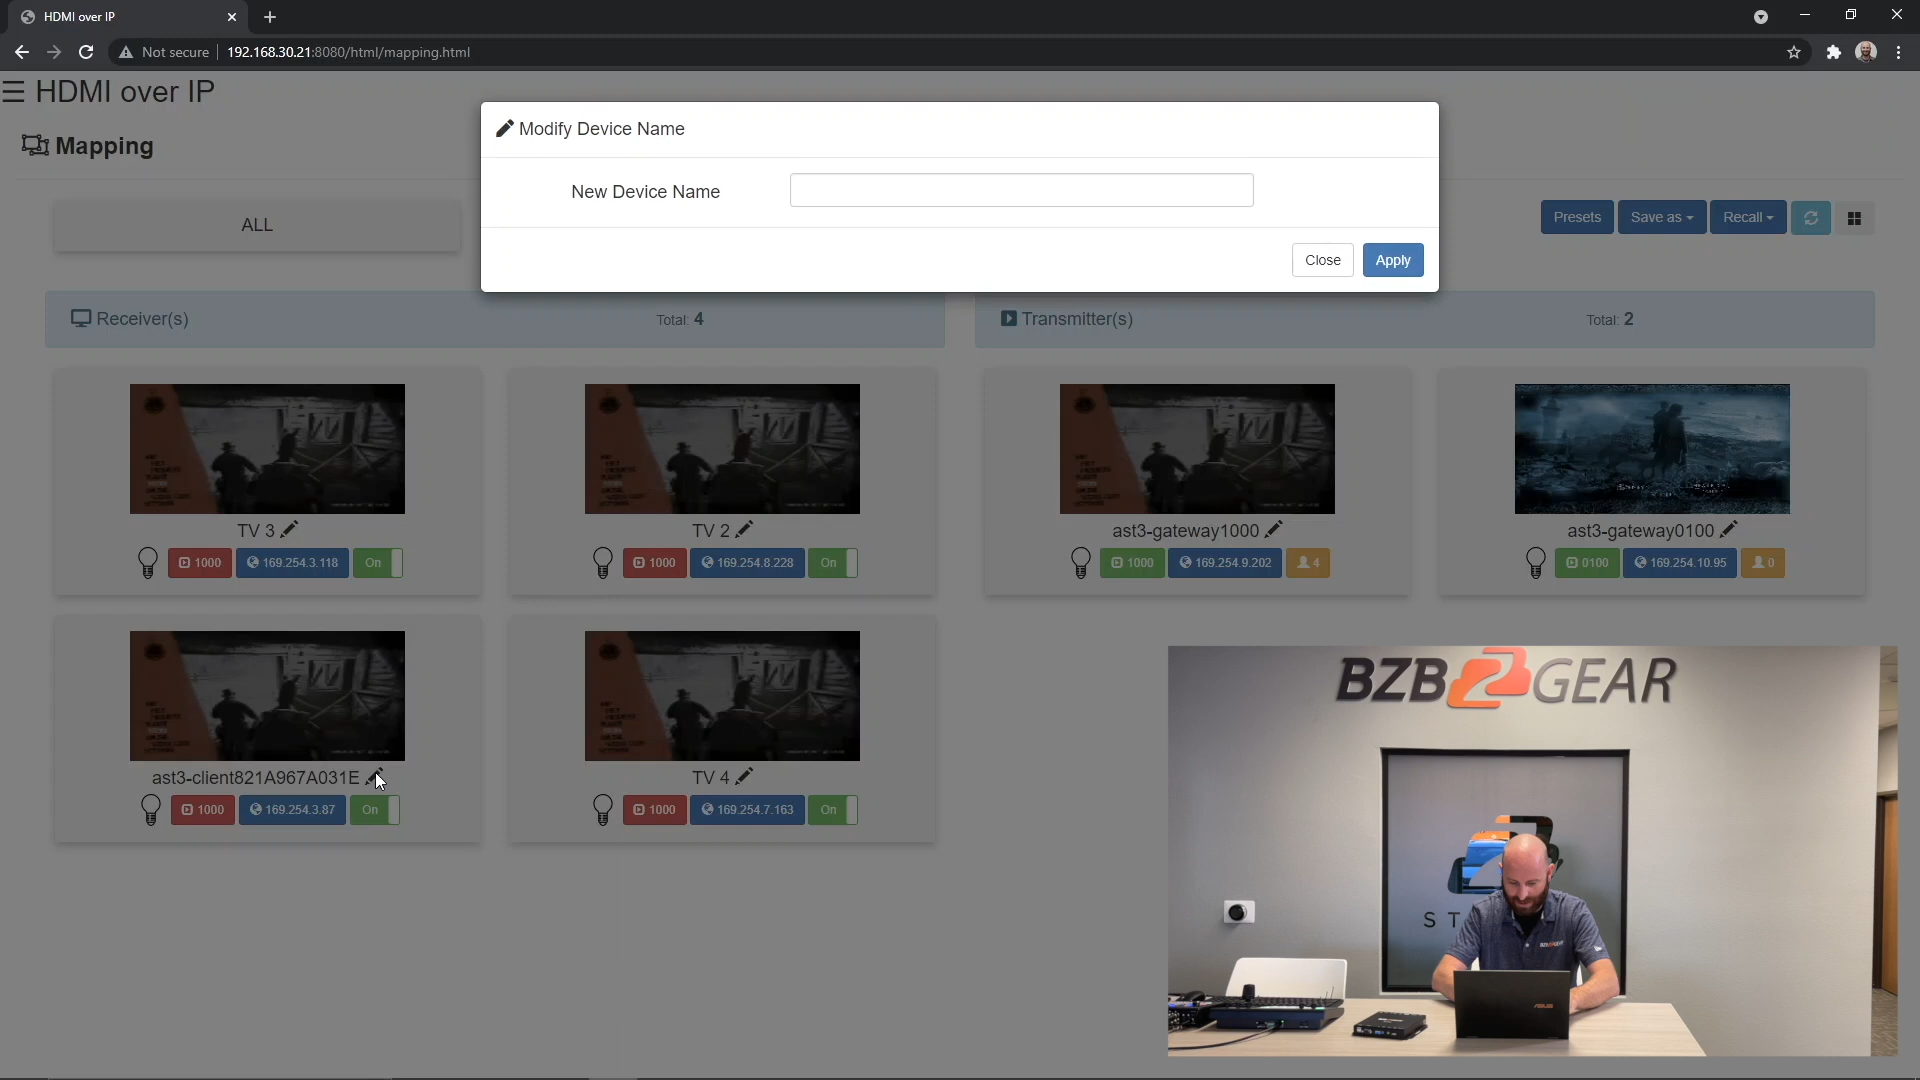 HDMI over IP
Not secure | 192.168.30.21:8080/html/mapping.html
HDMI over IP
Modify Device Name
Mapping
New Device Name
ALL
Presets
Save as
Recall
Close
Apply
Receiver(s)
Total: 4
Transmitter(s)
Total: 2
TV 3
TV 2
ast3-gateway1000
ast3-gateway0100
1000
169.254.3.118
On
1000
169.254.8.228
On
1000
169.254.9.202
4
0100
169.254.10.95
0
ast3-client821A967A031E
TV 4
1000
169.254.3.87
On
1000
169.254.7.163
On
BZB GEAR
ST
ASUS